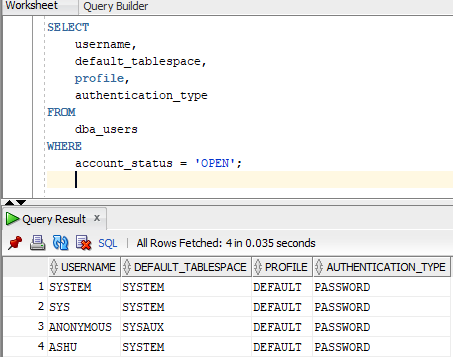 Worksheet Query Builder
SELECT
username,
default_tablespace,
profile,
authentication_type
FROM
dba_users
WHERE
account_status = 'OPEN';
Query Result x
SQL | All Rows Fetched: 4 in 0.035 seconds
USERNAME DEFAULT_TABLESPACE PROFILE AUTHENTICATION_TYPE
1 SYSTEM SYSTEM DEFAULT PASSWORD
2 SYS SYSTEM DEFAULT PASSWORD
3 ANONYMOUS SYSAUX DEFAULT PASSWORD
4 ASHU SYSTEM DEFAULT PASSWORD